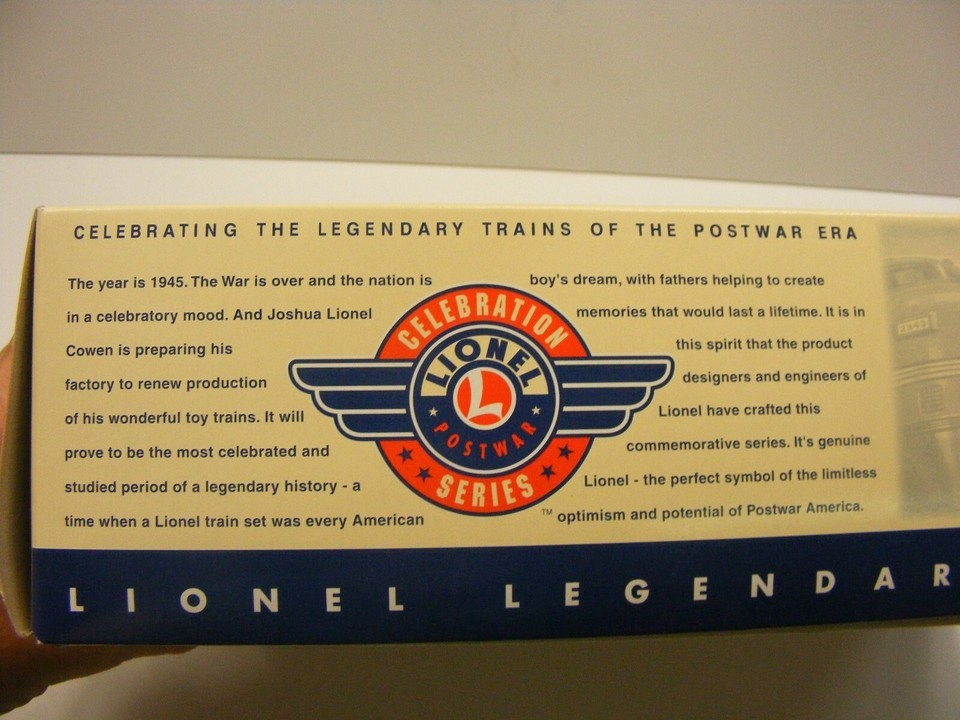 CELEBRATING THE LEGENDARY TRAINS OF THE POSTWAR ERA
The year is 1945. The War is over and the nation is
in a celebratory mood. And Joshua Lionel
Cowen is preparing his
factory to renew production
of his wonderful toy trains. It will
prove to be the most celebrated and
studied period of a legendary history - a
time when a Lionel train set was every American
CELEBRATION
LIONEL
L
POSTWAR
SERIES
TM
boy's dream, with fathers helping to create
memories that would last a lifetime. It is in
this spirit that the product
designers and engineers of
Lionel have crafted this
commemorative series. It's genuine
Lionel - the perfect symbol of the limitless
optimism and potential of Postwar America.
LIONEL LEGENDAR